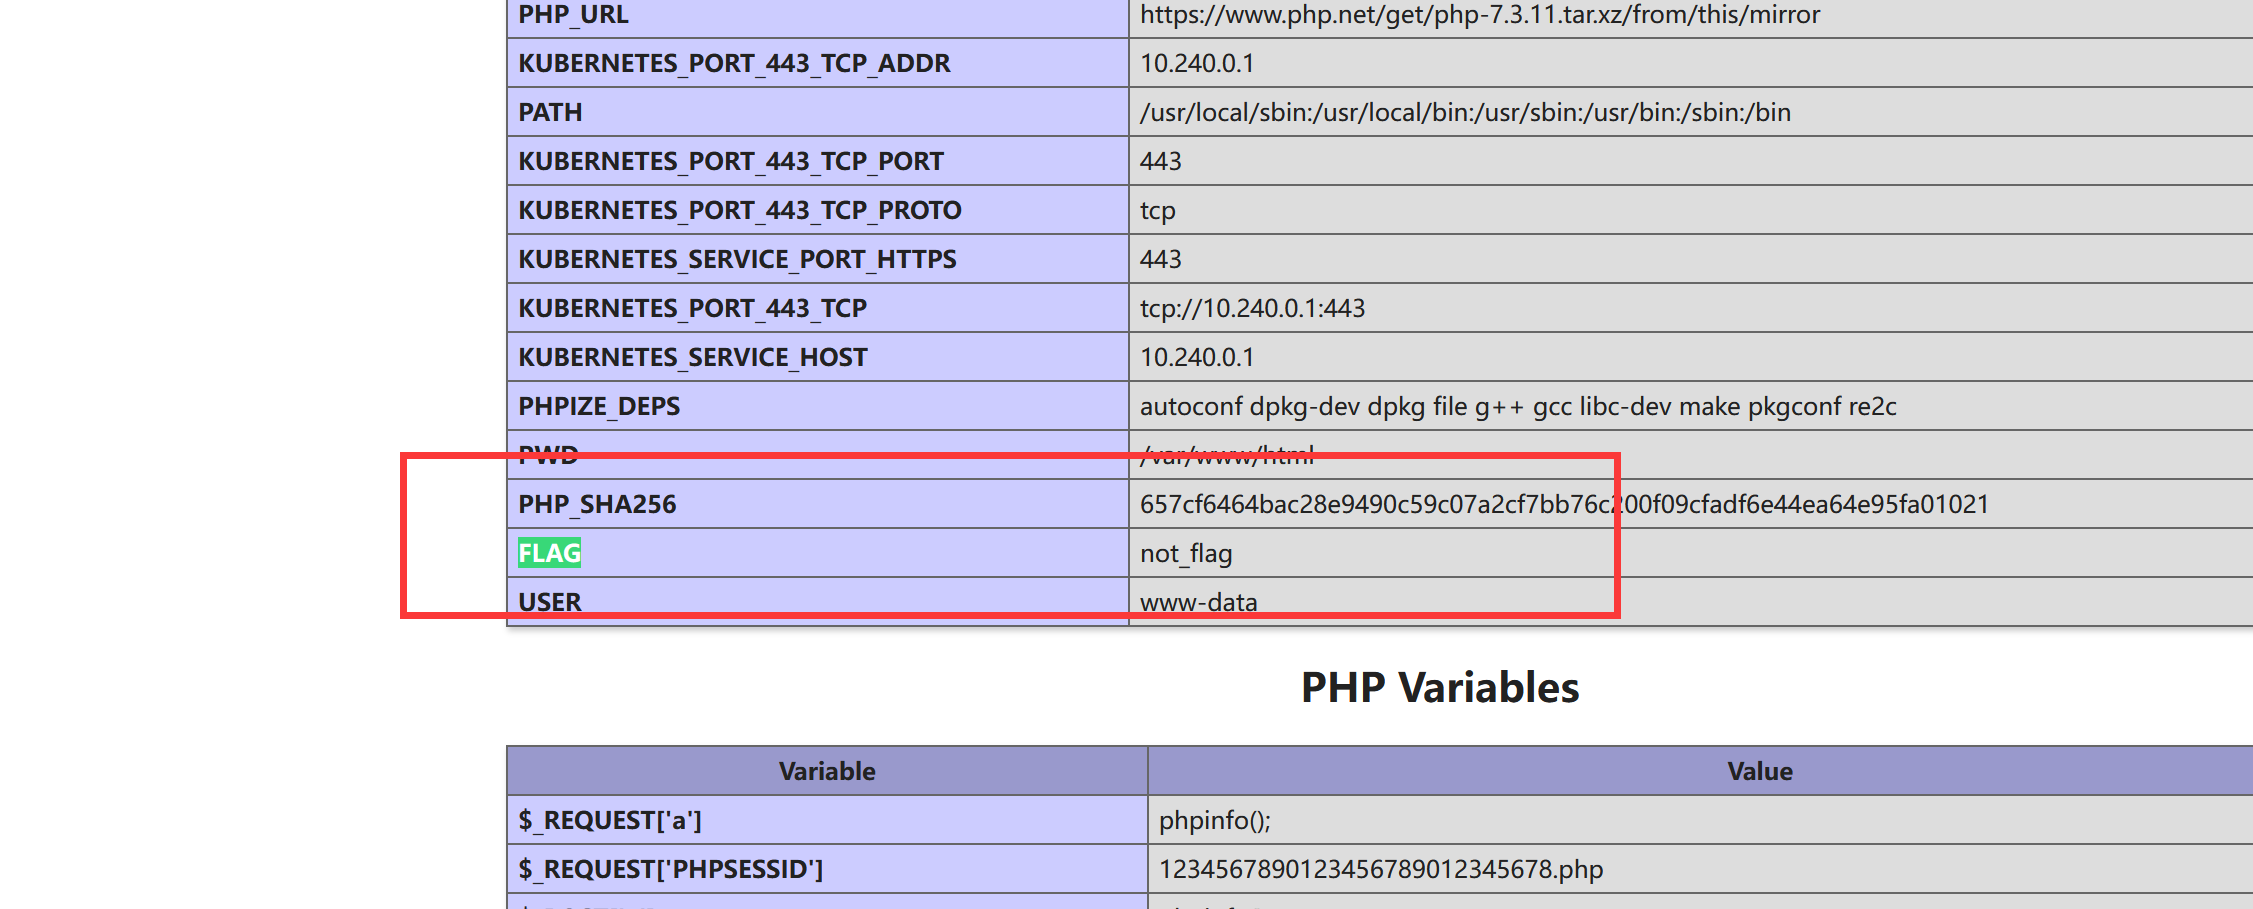 PHP_URL https://www.php.net/get/php-7.3.11.tar.xz/from/this/mirror
KUBERNETES_PORT_443_TCP_ADDR 10.240.0.1
PATH /usr/local/sbin:/usr/local/bin:/usr/sbin:/usr/bin:/sbin:/bin
KUBERNETES_PORT_443_TCP_PORT 443
KUBERNETES_PORT_443_TCP_PROTO tcp
KUBERNETES_SERVICE_PORT_HTTPS 443
KUBERNETES_PORT_443_TCP tcp://10.240.0.1:443
KUBERNETES_SERVICE_HOST 10.240.0.1
PHPIZE_DEPS autoconf dpkg-dev dpkg file g++ gcc libc-dev make pkgconf re2c
PWD /var/www/html
PHP_SHA256 657cf6464bac28e9490c59c07a2cf7bb76c200f09cfadf6e44ea64e95fa01021
FLAG not_flag
USER www-data
PHP Variables
Variable Value
$_REQUEST['a'] phpinfo();
$_REQUEST['PHPSESSID'] 1234567890123456789012345678.php